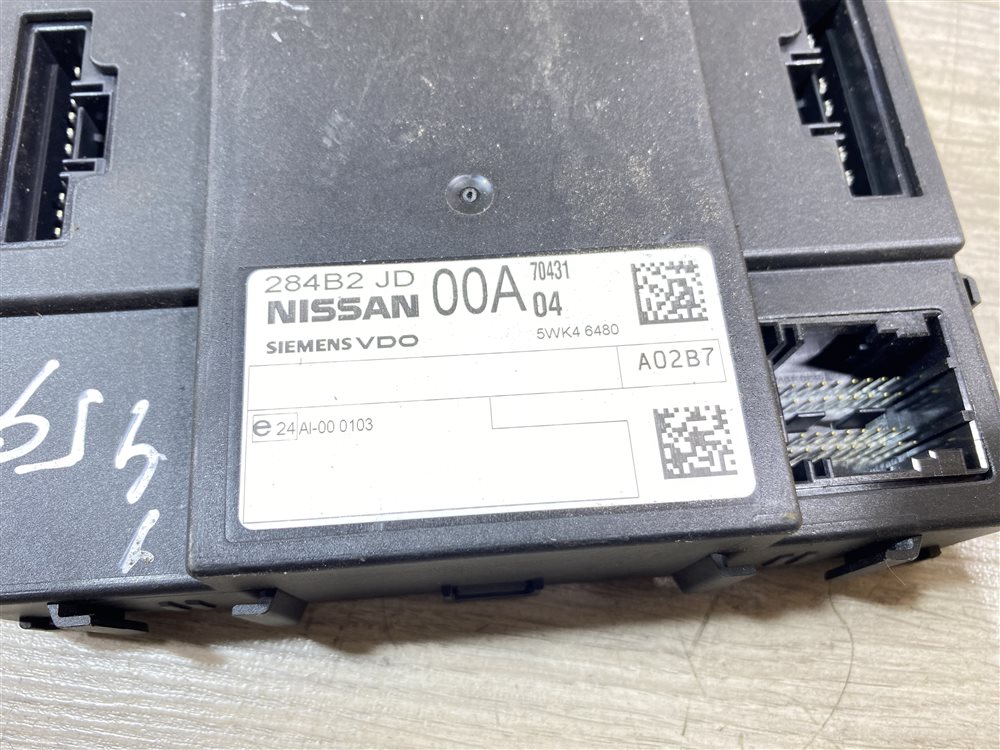 284B2 JD 00A 70431
NISSAN 04
SIEMENS VDO 5WK4 6480
A02B7
e 24 AI-00 0103